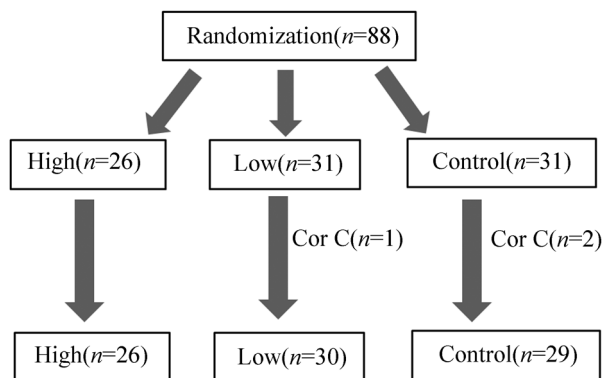 Randomization(n=88)
High(n=26)
Low(n=31)
Control(n=31)
Cor C(n=1)
Cor C(n=2)
High(n=26)
Low(n=30)
Control(n=29)